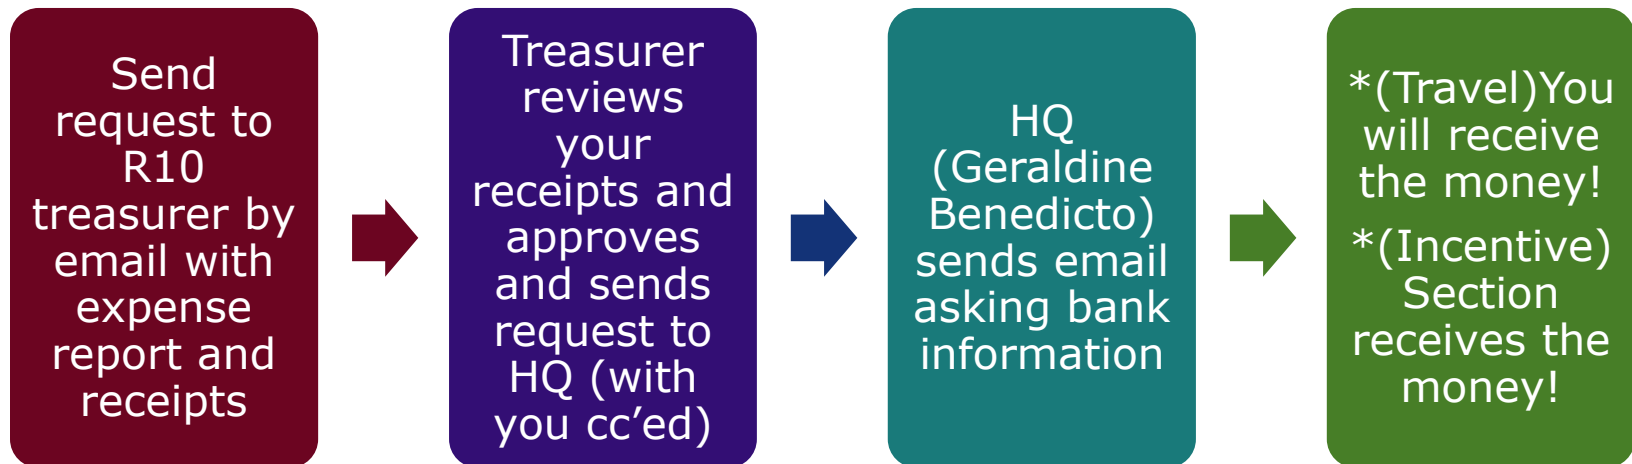 Send
request to
R10
treasurer by
email with
expense
report and
receipts
Treasurer
reviews
your
receipts and
approves
and sends
request to
HQ (with
you cc’ed)
HQ
(Geraldine
Benedicto)
sends email
asking bank
information
*(Travel)You
will receive
the money!
*(Incentive)
Section
receives the
money!